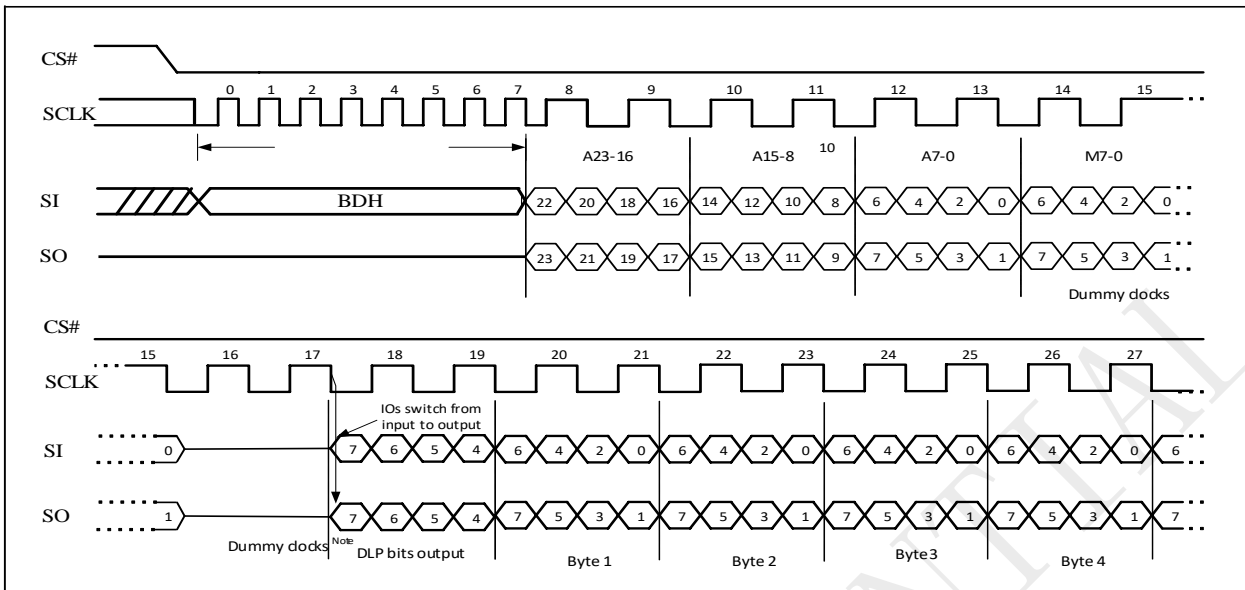 CS#
0 1 2 3 4 5 6 7 8 9 10 11 12 13 14 15
SCLK
A23-16 A15-8 10 A7-0 M7-0
SI BDH 22 20 18 16 14 12 10 8 6 4 2 0 6 4 2 0
SO 23 21 19 17 15 13 11 9 7 5 3 1 7 5 3 1
Dummy clocks
CS#
15 16 17 18 19 20 21 22 23 24 25 26 27
SCLK
IOs switch from
input to output
SI 0 7 6 5 4 6 4 2 0 6 4 2 0 6 4 2 0 6 4 2 0 6
SO 1 7 6 5 4 7 5 3 1 7 5 3 1 7 5 3 1 7 5 3 1 7
Dummy clocks Note DLP bits output Byte 1 Byte 2 Byte 3 Byte 4